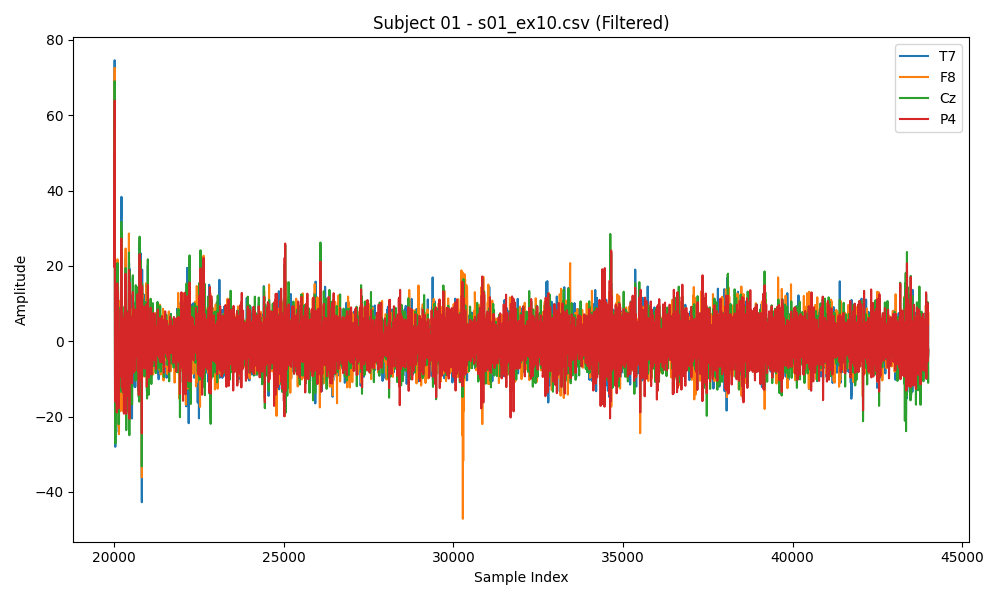 Subject 01 - s01_ex10.csv (Filtered)
80
60
40
20
0
−20
−40
Amplitude
T7
F8
Cz
P4
20000 25000 30000 35000 40000 45000
Sample Index